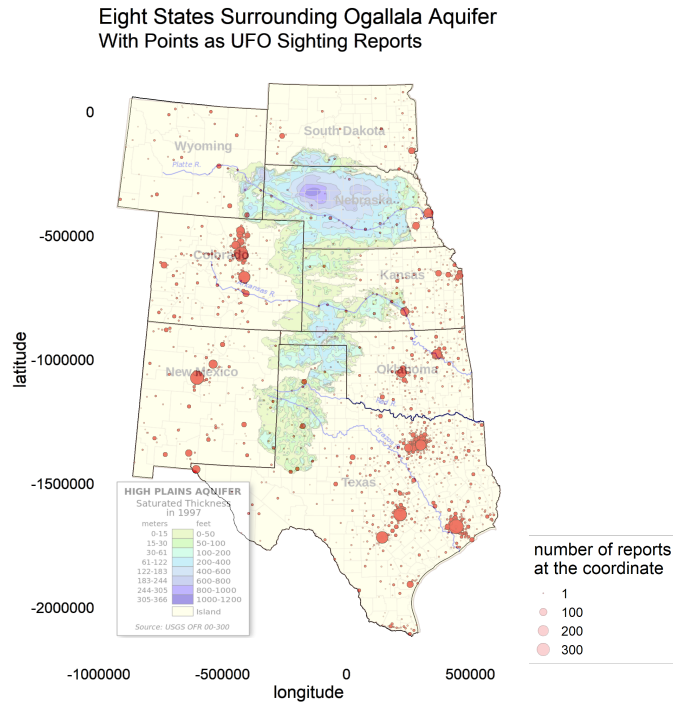 Eight States Surrounding Ogallala Aquifer
With Points as UFO Sighting Reports
latitude
0
-500000
-1000000
-1500000
-2000000
South Dakota
Wyoming
Platte R.
Nebraska
Colorado
Kansas
Arkansas R.
New Mexico
Oklahoma
Red R.
Brazos
Texas
HIGH PLAINS AQUIFER
Saturated Thickness
in 1997
meters feet
0-15 0-50
15-30 50-100
30-61 100-200
61-122 200-400
122-183 400-600
183-244 600-800
244-305 800-1000
305-366 1000-1200
Island
Source: USGS OFR 00-300
number of reports
at the coordinate
1
100
200
300
-1000000 -500000 0 500000
longitude